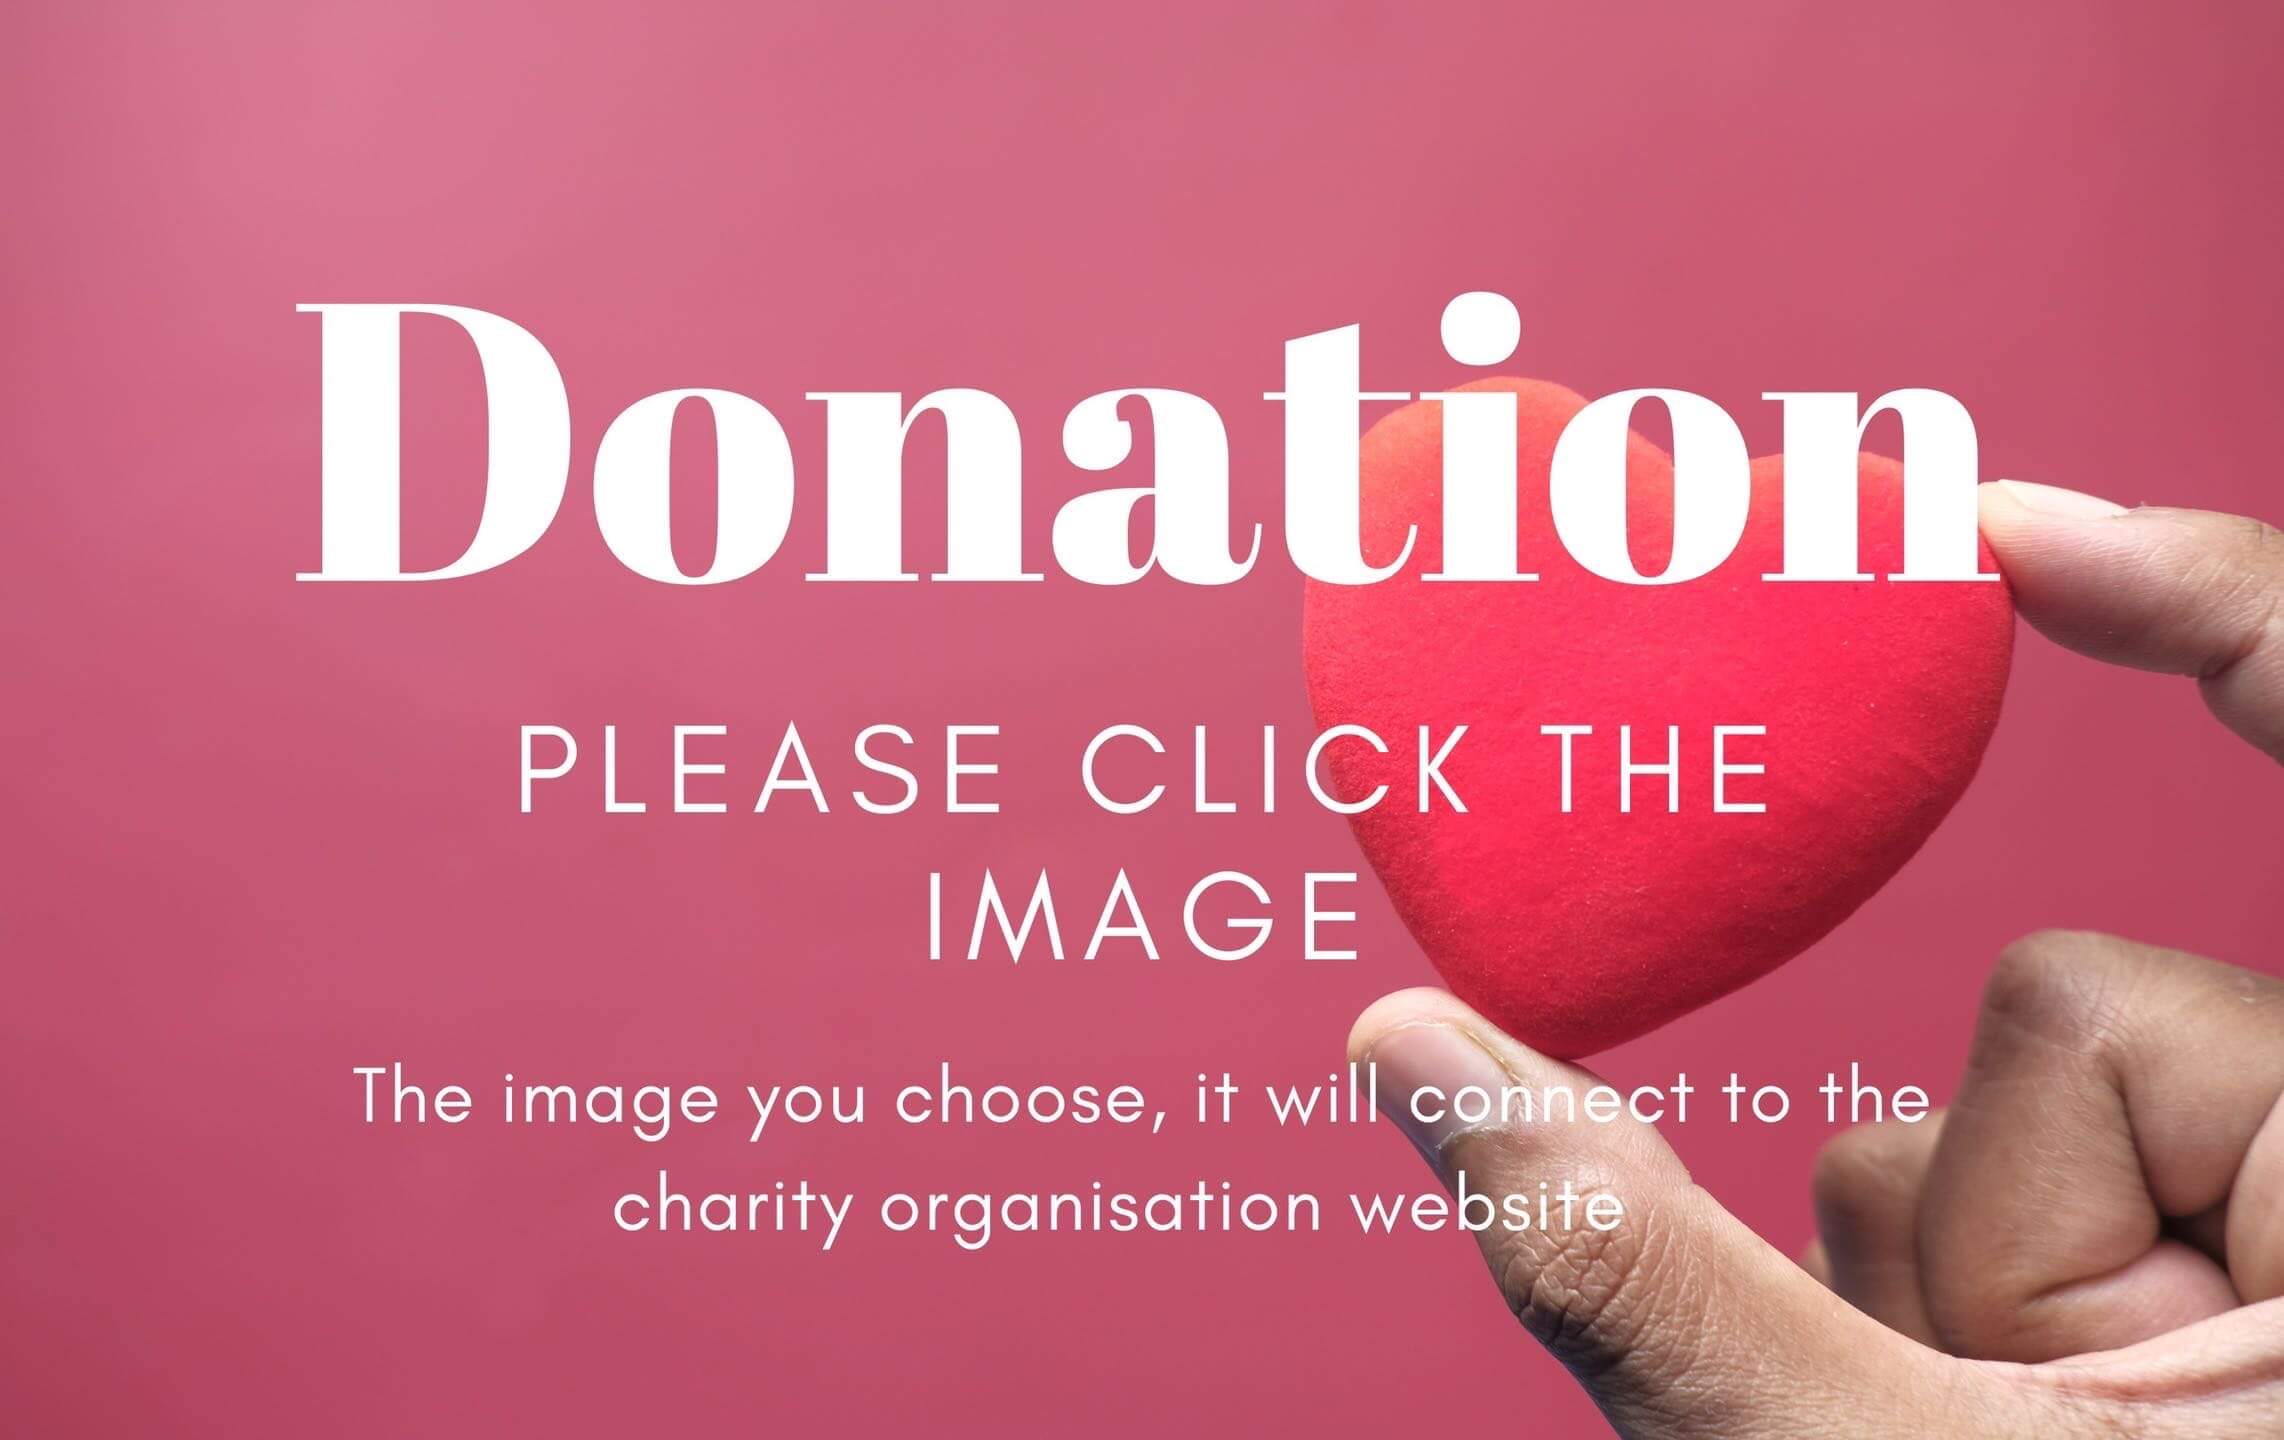 Donation
PLEASE CLICK THE
IMAGE
The image you choose, it will connect to the
charity organisation website